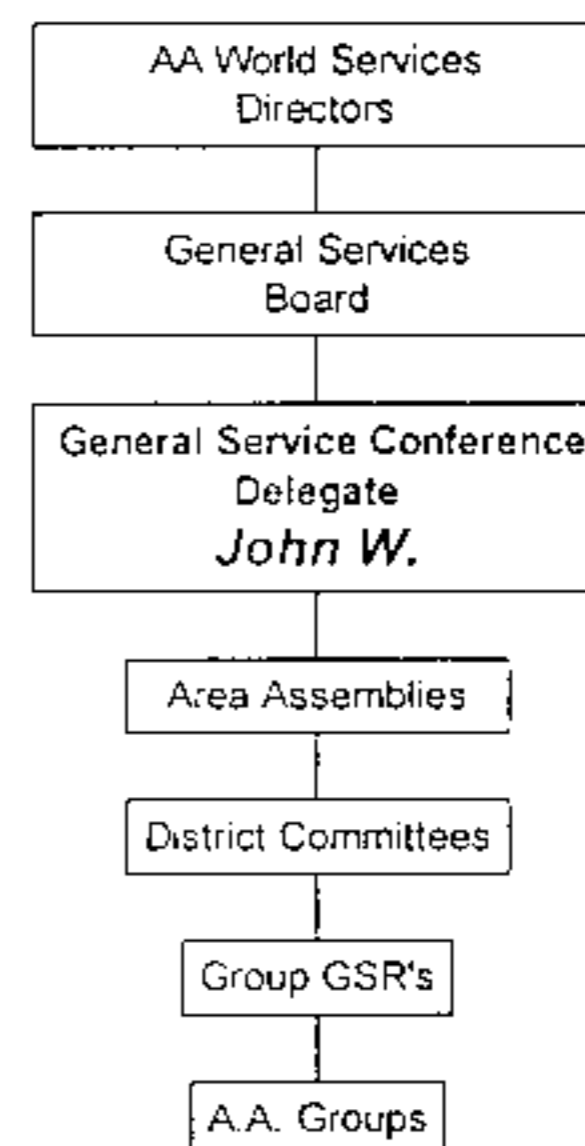 AA World Services
Directors
General Services
Board
General Service Conference
Delegate
John W.
Area Assemblies
District Committees
Group GSR's
A.A. Groups